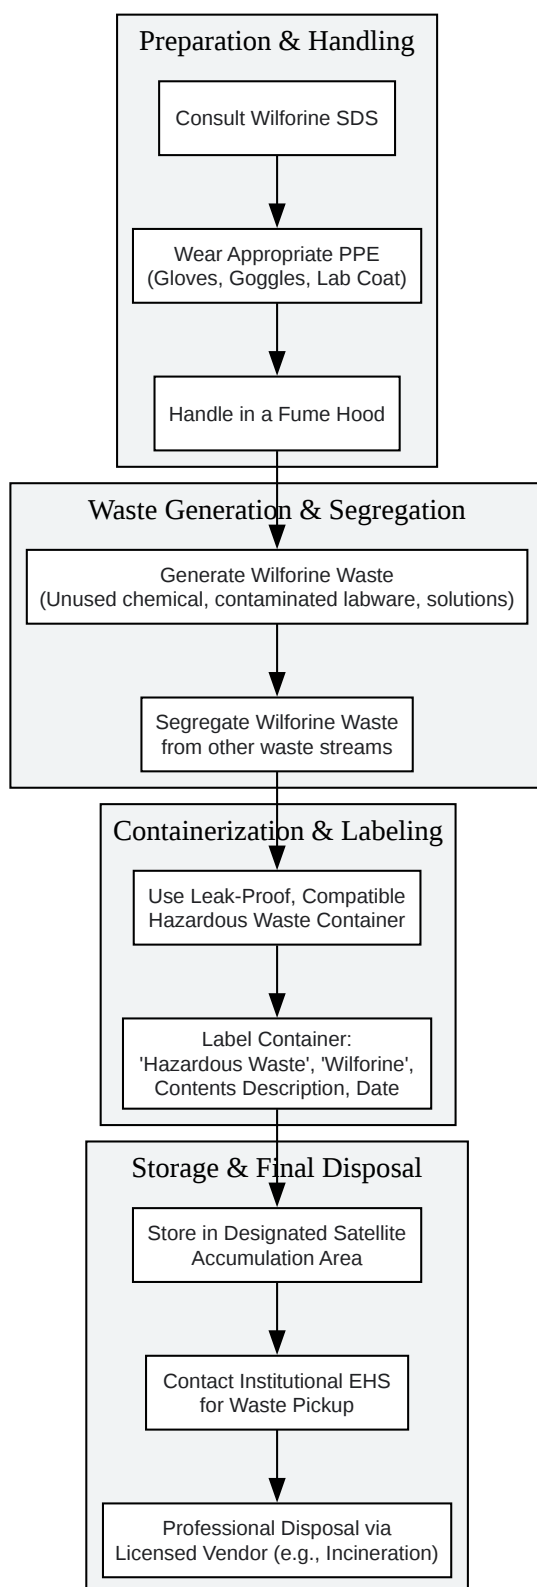 Preparation & Handling
Consult Wilforine SDS
Wear Appropriate PPE
(Gloves, Goggles, Lab Coat)
Handle in a Fume Hood
Waste Generation & Segregation
Generate Wilforine Waste
(Unused chemical, contaminated labware, solutions)
Segregate Wilforine Waste
from other waste streams
Containerization & Labeling
Use Leak-Proof, Compatible
Hazardous Waste Container
Label Container:
'Hazardous Waste', 'Wilforine',
Contents Description, Date
Storage & Final Disposal
Store in Designated Satellite
Accumulation Area
Contact Institutional EHS
for Waste Pickup
Professional Disposal via
Licensed Vendor (e.g., Incineration)